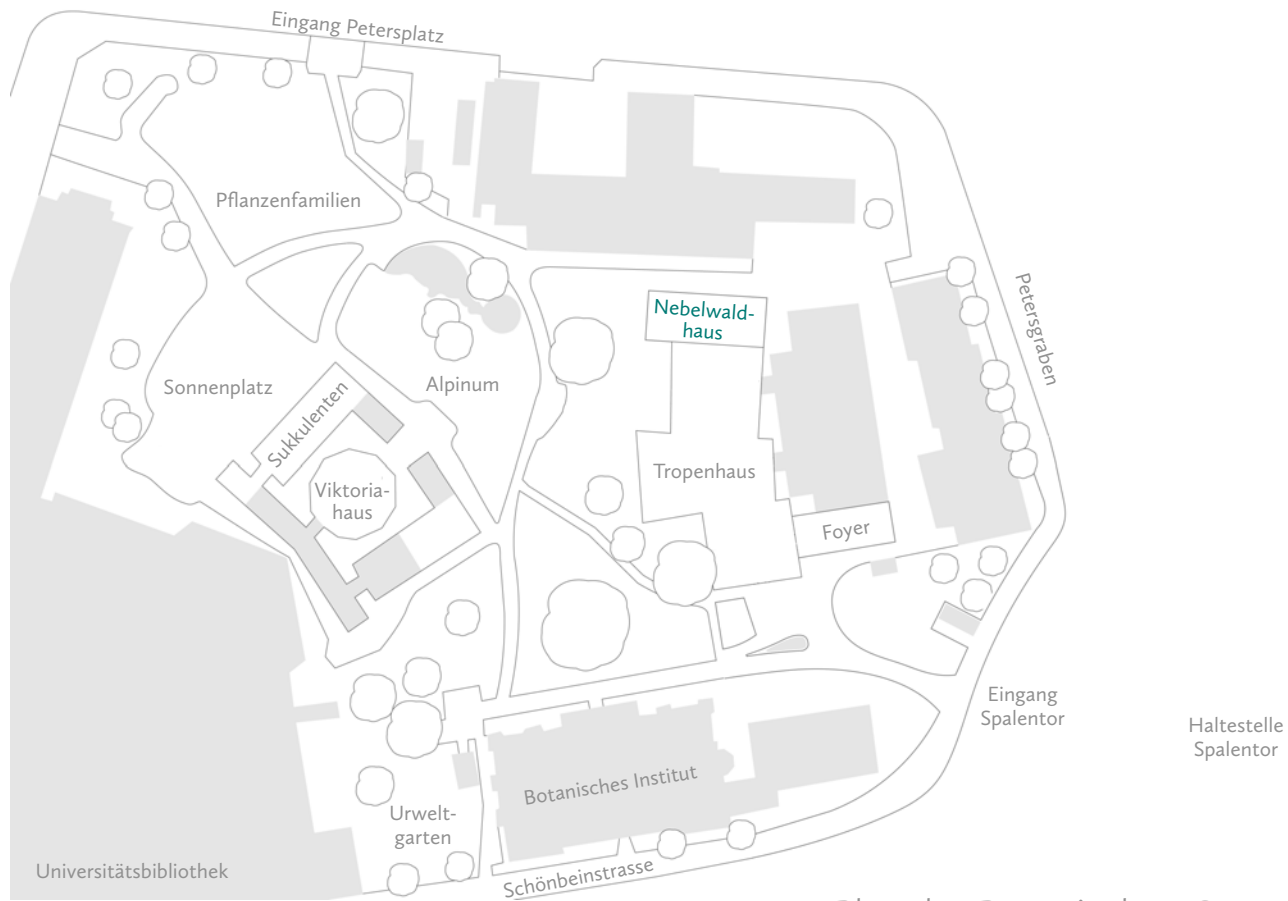 Eingang Petersplatz
Pflanzenfamilien
Nebelwald-
haus
Petersgraben
Sonnenplatz
Alpinum
Sukkulenten
Viktoria-
haus
Tropenhaus
Foyer
Eingang
Spalentor
Haltestelle
Spalentor
Botanisches Institut
Urwelt-
garten
Universitätsbibliothek
Schönbeinstrasse